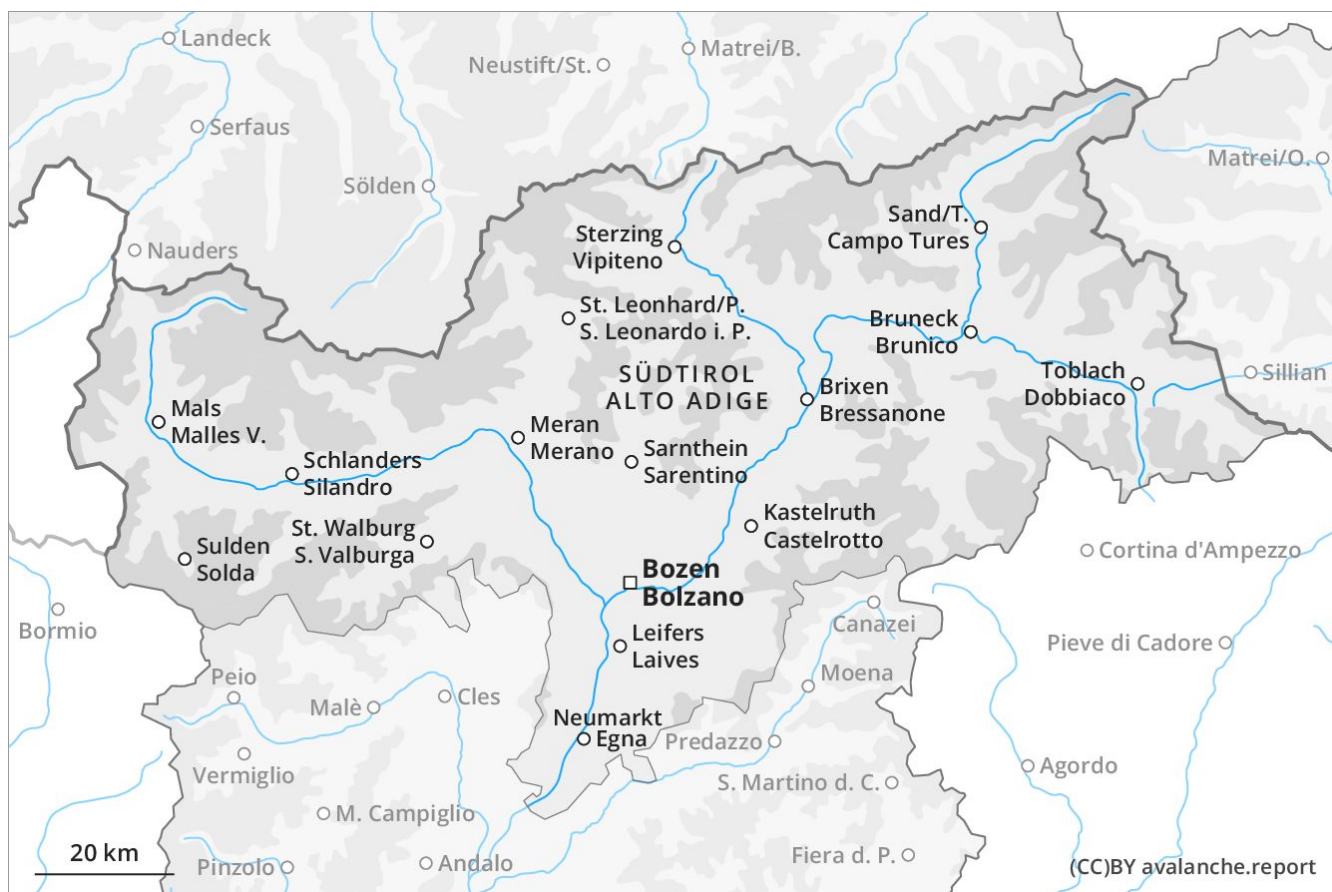 Landeck
Neustift/St.
Matrei/B.
Serfaus
Sölden
Matrei/O.
Nauders
Sterzing
Vipiteno
Sand/T.
Campo Tures
St. Leonhard/P.
S. Leonardo i. P.
Bruneck
Brunico
SÜDTIROL
ALTO ADIGE
Toblach
Dobbiaco
Sillian
Brixen
Bressanone
Mals
Malles V.
Meran
Merano
Schlanders
Silandro
Sarnthein
Sarentino
St. Walburg
S. Valburga
Kastelruth
Castelrotto
Sulden
Solda
Cortina d'Ampezzo
Bozen
Bolzano
Bormio
Canazei
Leifers
Laives
Pieve di Cadore
Peio
Moena
Malè
Cles
Neumarkt
Egna
Predazzo
Vermiglio
S. Martino d. C.
Agordo
M. Campiglio
20 km
Pinzolo
Andalo
Fiera d. P.
(CC)BY avalanche.report